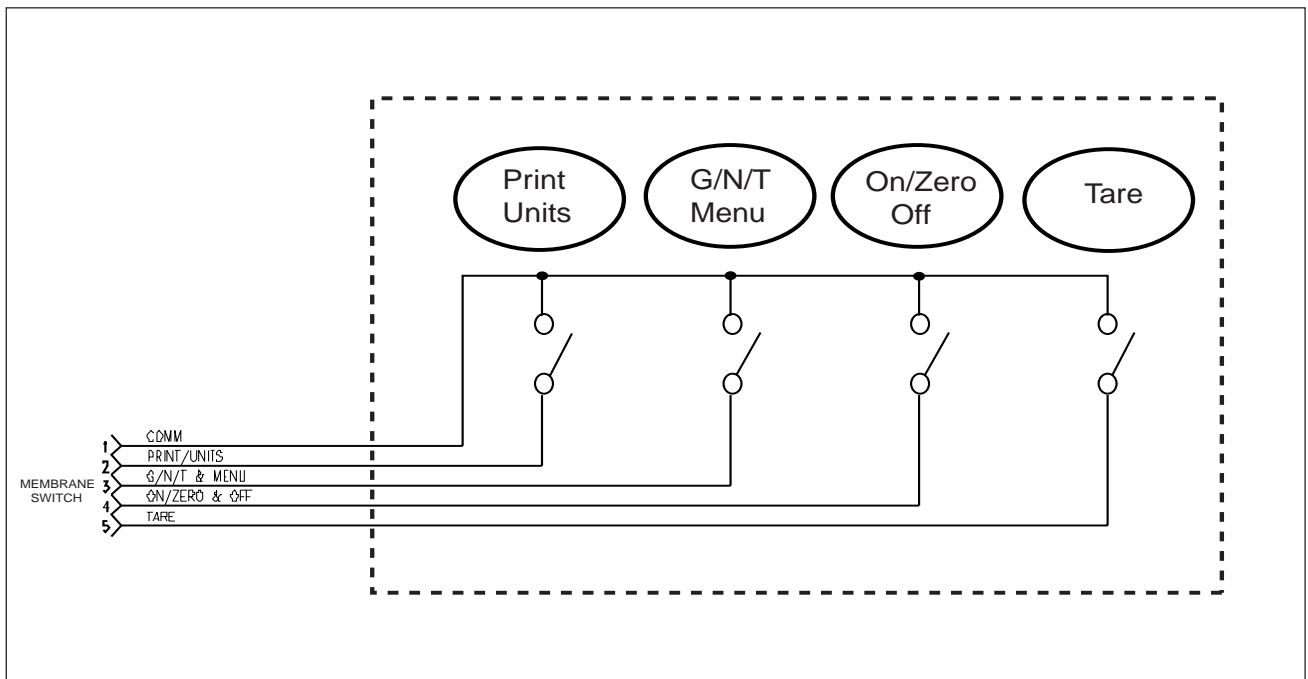 Print
Units
G/N/T
Menu
On/Zero
Off
Tare
MEMBRANE
SWITCH
1 COMM
2 PRINT/UNITS
3 G/N/T & MENU
4 ON/ZERO & OFF
5 TARE